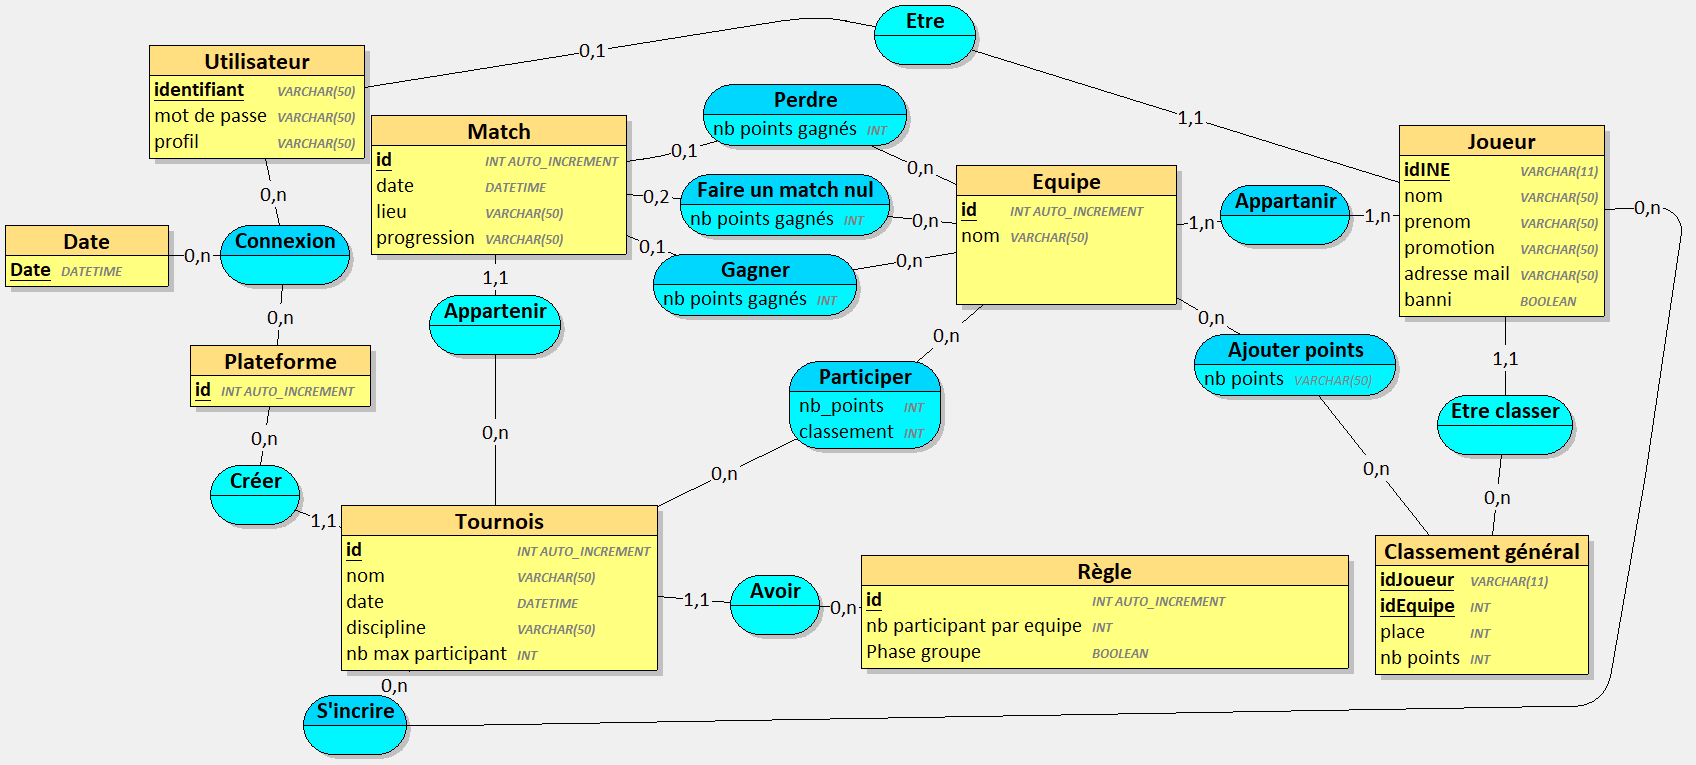 Etre
0,1
1,1
Utilisateur
identifiant VARCHAR(50)
mot de passe VARCHAR(50)
profil VARCHAR(50)
0,n
Date
Date DATETIME
0,n
Connexion
0,n
Plateforme
id INT AUTO_INCREMENT
0,n
Créer
1,1
Match
id INT AUTO_INCREMENT
date DATETIME
lieu VARCHAR(50)
progression VARCHAR(50)
0,1
0,2
0,1
1,1
Appartenir
0,n
Perdre
nb points gagnés INT
0,n
Faire un match nul
nb points gagnés INT
0,n
Gagner
nb points gagnés INT
0,n
Equipe
id INT AUTO_INCREMENT
nom VARCHAR(50)
1,n
Appartanir
1,n
Joueur
idINE VARCHAR(11)
nom VARCHAR(50)
prenom VARCHAR(50)
promotion VARCHAR(50)
adresse mail VARCHAR(50)
banni BOOLEAN
0,n
0,n
Participer
nb_points INT
classement INT
0,n
0,n
Ajouter points
nb points VARCHAR(50)
0,n
1,1
Etre classer
0,n
Tournois
id INT AUTO_INCREMENT
nom VARCHAR(50)
date DATETIME
discipline VARCHAR(50)
nb max participant INT
1,1
Avoir
0,n
Règle
id INT AUTO_INCREMENT
nb participant par equipe INT
Phase groupe BOOLEAN
Classement général
idJoueur VARCHAR(11)
idEquipe INT
place INT
nb points INT
0,n
S'incrire